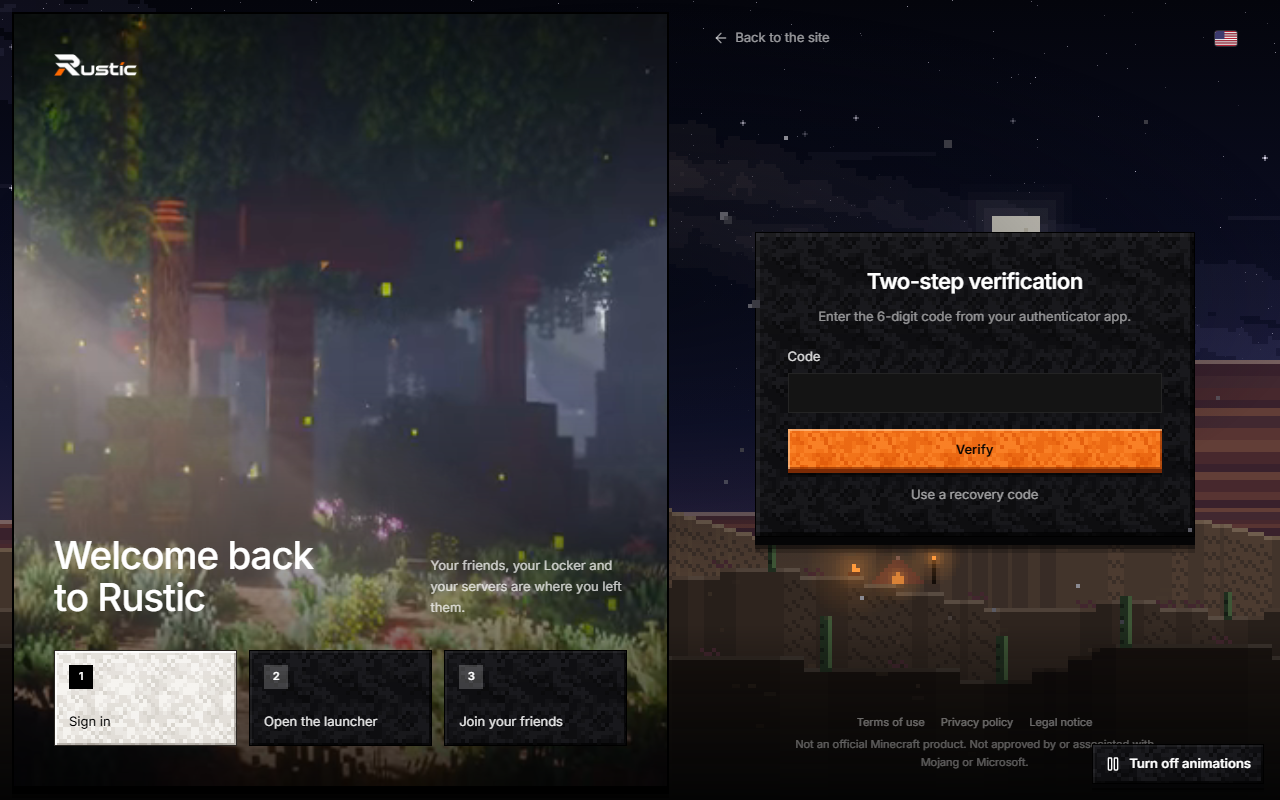 Rustic
Back to the site
Two-step verification
Enter the 6-digit code from your authenticator app.
Code
Verify
Use a recovery code
Welcome back
to Rustic
Your friends, your Locker and
your servers are where you left
them.
1
Sign in
2
Open the launcher
3
Join your friends
Terms of use Privacy policy Legal notice
Not an official Minecraft product. Not approved by or associated with
Mojang or Microsoft.
Turn off animations